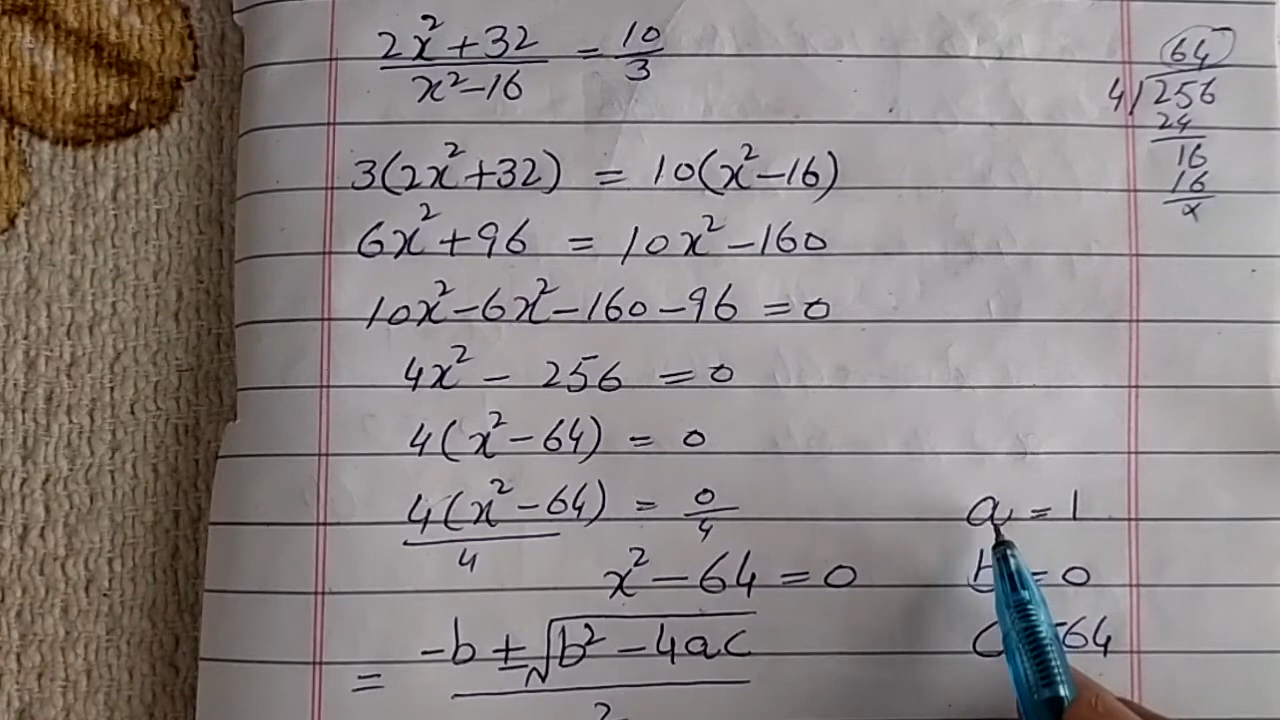 2x²+32 / x²-16 = 10/3
3(2x²+32) = 10(x²-16)
6x²+96 = 10x²-160
10x²-6x²-160-96 = 0
4x² - 256 = 0
4(x²-64) = 0
4(x²-64) / 4 = 0/4
x²-64 = 0
= -b ± √b²-4ac / 2
a = 1
b = 0
c -64
64
4)256
24
16
16
x